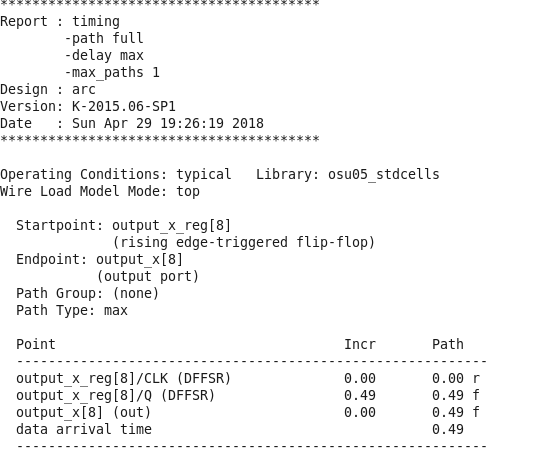 ****************************************
Report : timing
        -path full
        -delay max
        -max_paths 1
Design : arc
Version: K-2015.06-SP1
Date   : Sun Apr 29 19:26:19 2018
****************************************

Operating Conditions: typical   Library: osu05_stdcells
Wire Load Model Mode: top

  Startpoint: output_x_reg[8]
              (rising edge-triggered flip-flop)
  Endpoint: output_x[8]
            (output port)
  Path Group: (none)
  Path Type: max

  Point                                    Incr       Path
  -----------------------------------------------------------
  output_x_reg[8]/CLK (DFFSR)              0.00       0.00 r
  output_x_reg[8]/Q (DFFSR)                0.49       0.49 f
  output_x[8] (out)                        0.00       0.49 f
  data arrival time                                   0.49
  -----------------------------------------------------------